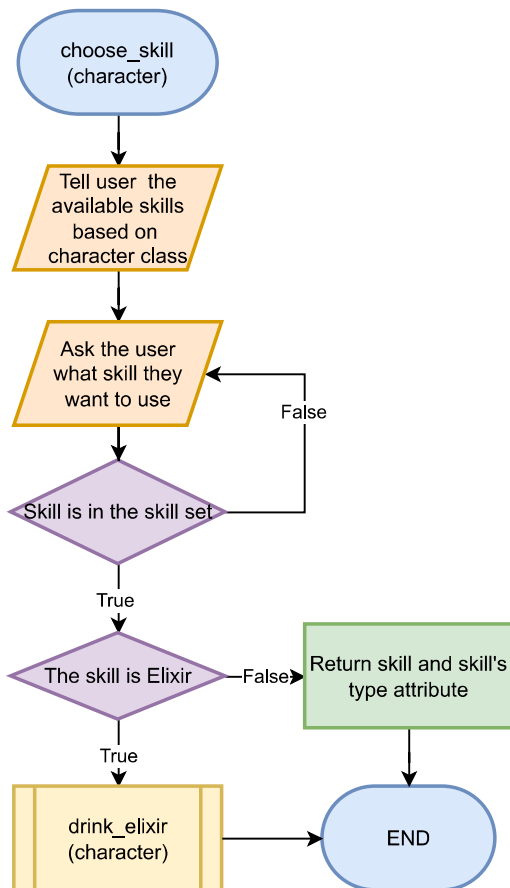 choose_skill
(character)
Tell user the
available skills
based on
character class
Ask the user
what skill they
want to use
False
Skill is in the skill set
True
The skill is Elixir
False
Return skill and skill's
type attribute
True
drink_elixir
(character)
END